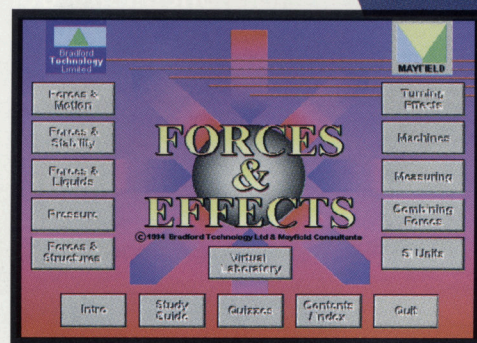 Bradford
Technology
Limited
MAYFIELD
Forces &
Motion
Forces &
Stability
Forces &
Liquids
Pressure
Forces &
Structures
FORCES
&
EFFECTS
©1994 Bradford Technology Ltd & Mayfield Consultants
Virtual
Laboratory
Turning
Effects
Machines
Measuring
Combining
Forces
S Units
Intro
Study
Guide
Quizzes
Contents
/ Index
Quit